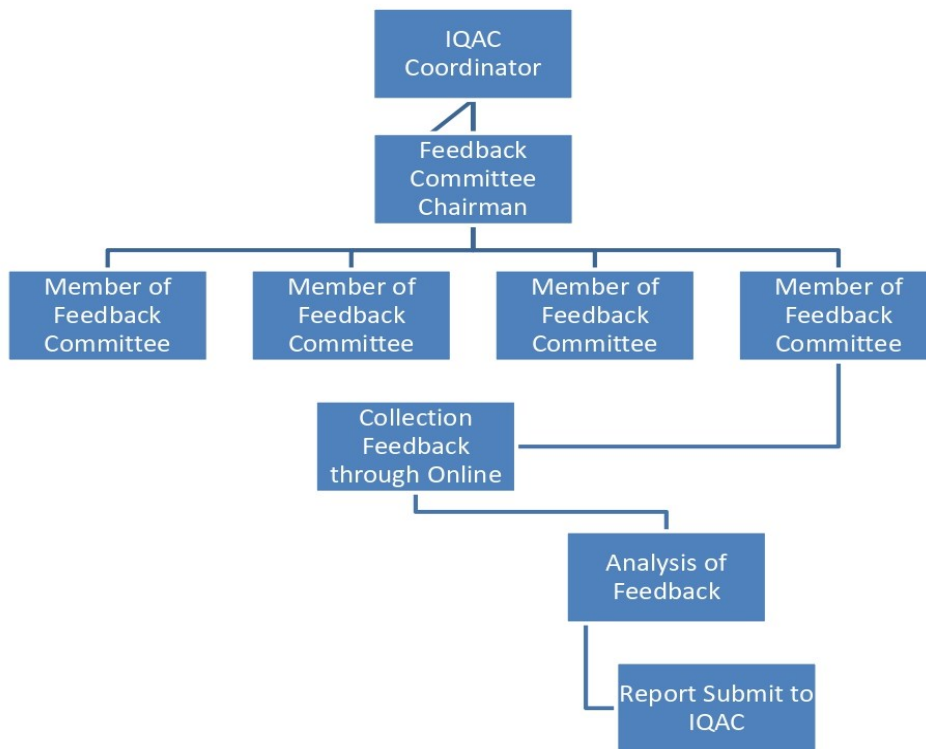 IQAC
Coordinator
Feedback
Committee
Chairman
Member of
Feedback
Committee
Member of
Feedback
Committee
Member of
Feedback
Committee
Member of
Feedback
Committee
Collection
Feedback
through Online
Analysis of
Feedback
Report Submit to
IQAC